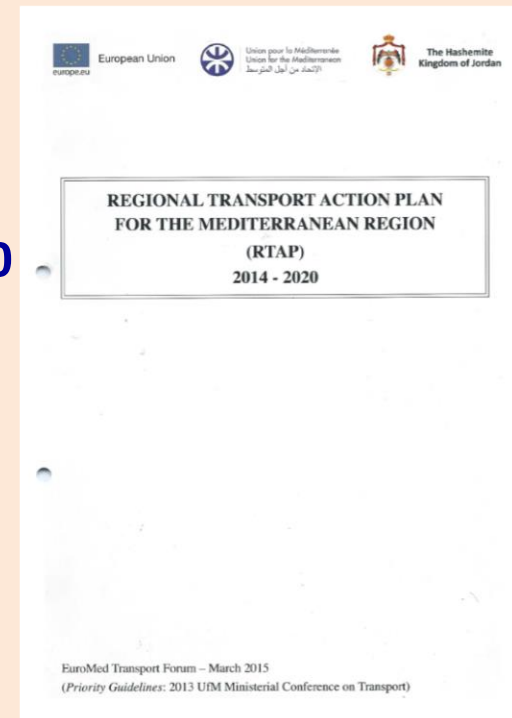 europe.eu
European Union
Union pour la Méditerranée
Union for the Mediterranean
الإتحاد من أجل المتوسط
The Hashemite
Kingdom of Jordan
REGIONAL TRANSPORT ACTION PLAN
FOR THE MEDITERRANEAN REGION
(RTAP)
2014 - 2020
0
EuroMed Transport Forum – March 2015
(Priority Guidelines: 2013 UfM Ministerial Conference on Transport)